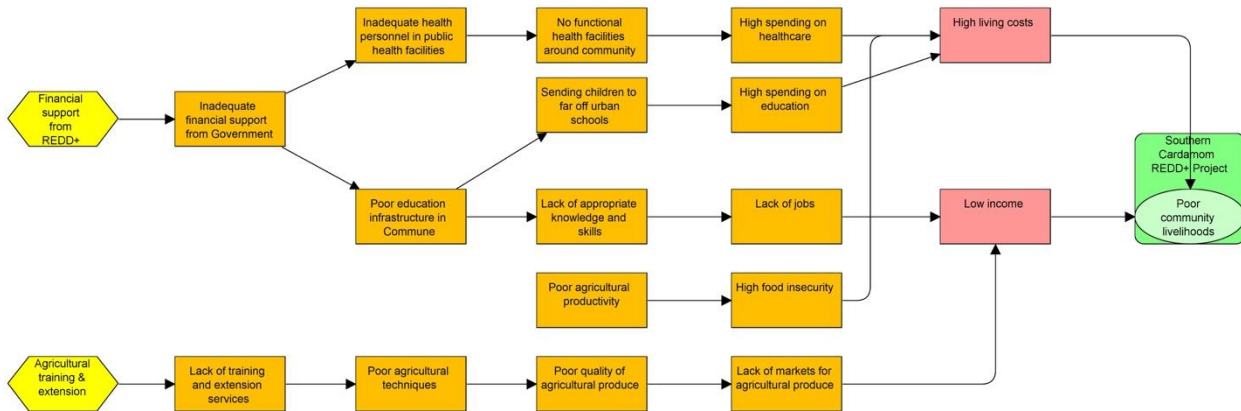 Inadequate health
personnel in public
health facilities
No functional
health facilities
around community
High spending on
healthcare
High living costs
Financial
support
from
REDD+
Inadequate
financial support
from Government
Sending children to
far off urban
schools
High spending on
education
Southern
Cardamom
REDD+ Project
Poor education
infrastructure in
Commune
Lack of appropriate
knowledge and
skills
Lack of jobs
Low income
Poor
community
livelihoods
Poor agricultural
productivity
High food insecurity
Agricultural
training &
extension
Lack of training
and extension
services
Poor agricultural
techniques
Poor quality of
agricultural produce
Lack of markets for
agricultural produce